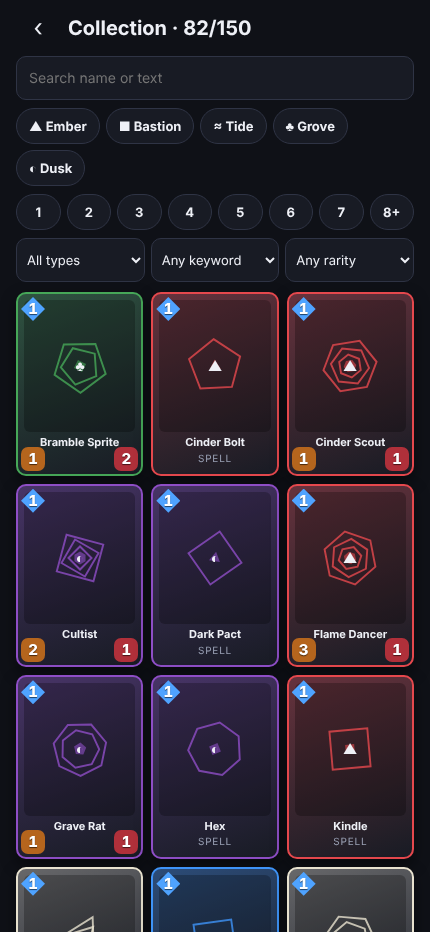 ‹ Collection · 82/150
Search name or text
▲ Ember ■ Bastion ≈ Tide ♣ Grove
◖ Dusk
1 2 3 4 5 6 7 8+
All types Any keyword Any rarity
1 1 1
Bramble Sprite Cinder Bolt Cinder Scout
SPELL
1 2 1 1
1 1 1
Cultist Dark Pact Flame Dancer
SPELL
2 1 3 1
1 1 1
Grave Rat Hex Kindle
SPELL SPELL
1 1
1 1 1